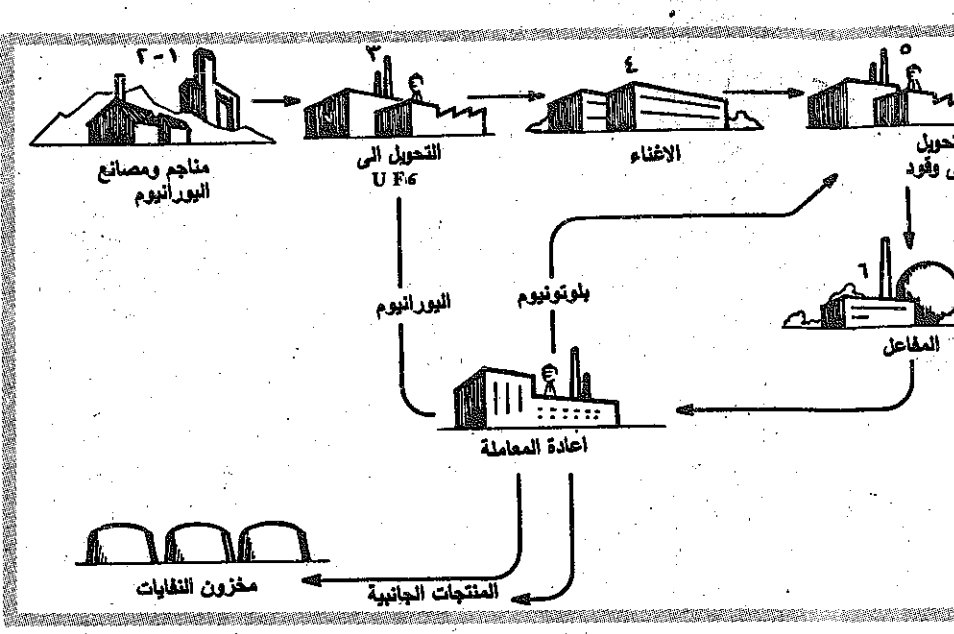 ٢-١
٣
٤
٥
مناجم ومصانع
اليورانيوم
التحويل الى
U F6
الاغناء
وقود
٦
المفاعل
اليورانيوم
بلوتونيوم
اعادة المعاملة
مخزون النفايات
المنتجات الجانبية